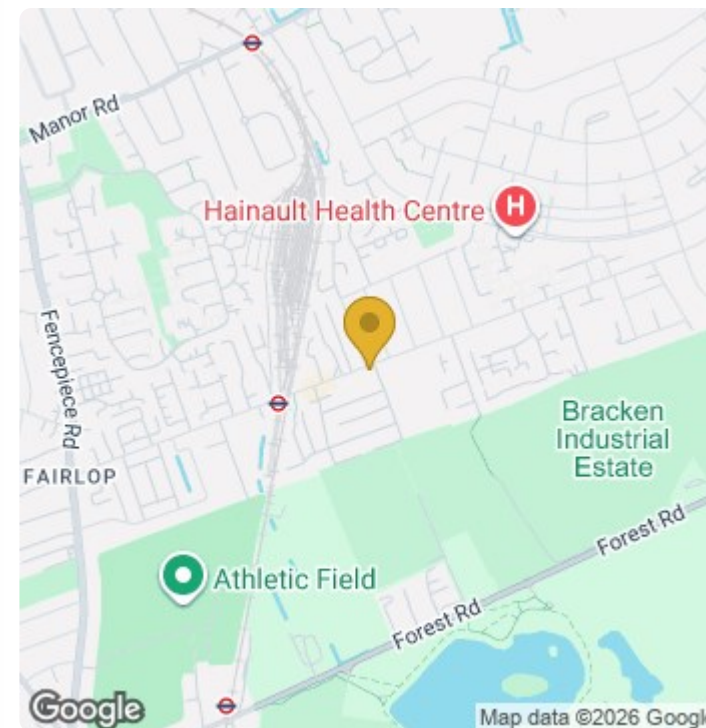 Manor Rd
Hainault Health Centre
H
Fencepiece Rd
Bracken
Industrial
Estate
FAIRLOP
Forest Rd
Athletic Field
Forest Rd
Google
Map data ©2026 Google